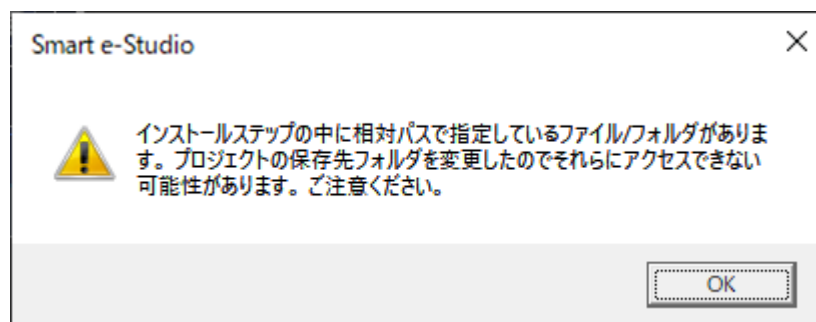 Smart e-Studio
インストールステップの中に相対パスで指定しているファイル/フォルダがありま
す。プロジェクトの保存先フォルダを変更したのでそれらにアクセスできない
可能性があります。ご注意ください。
OK